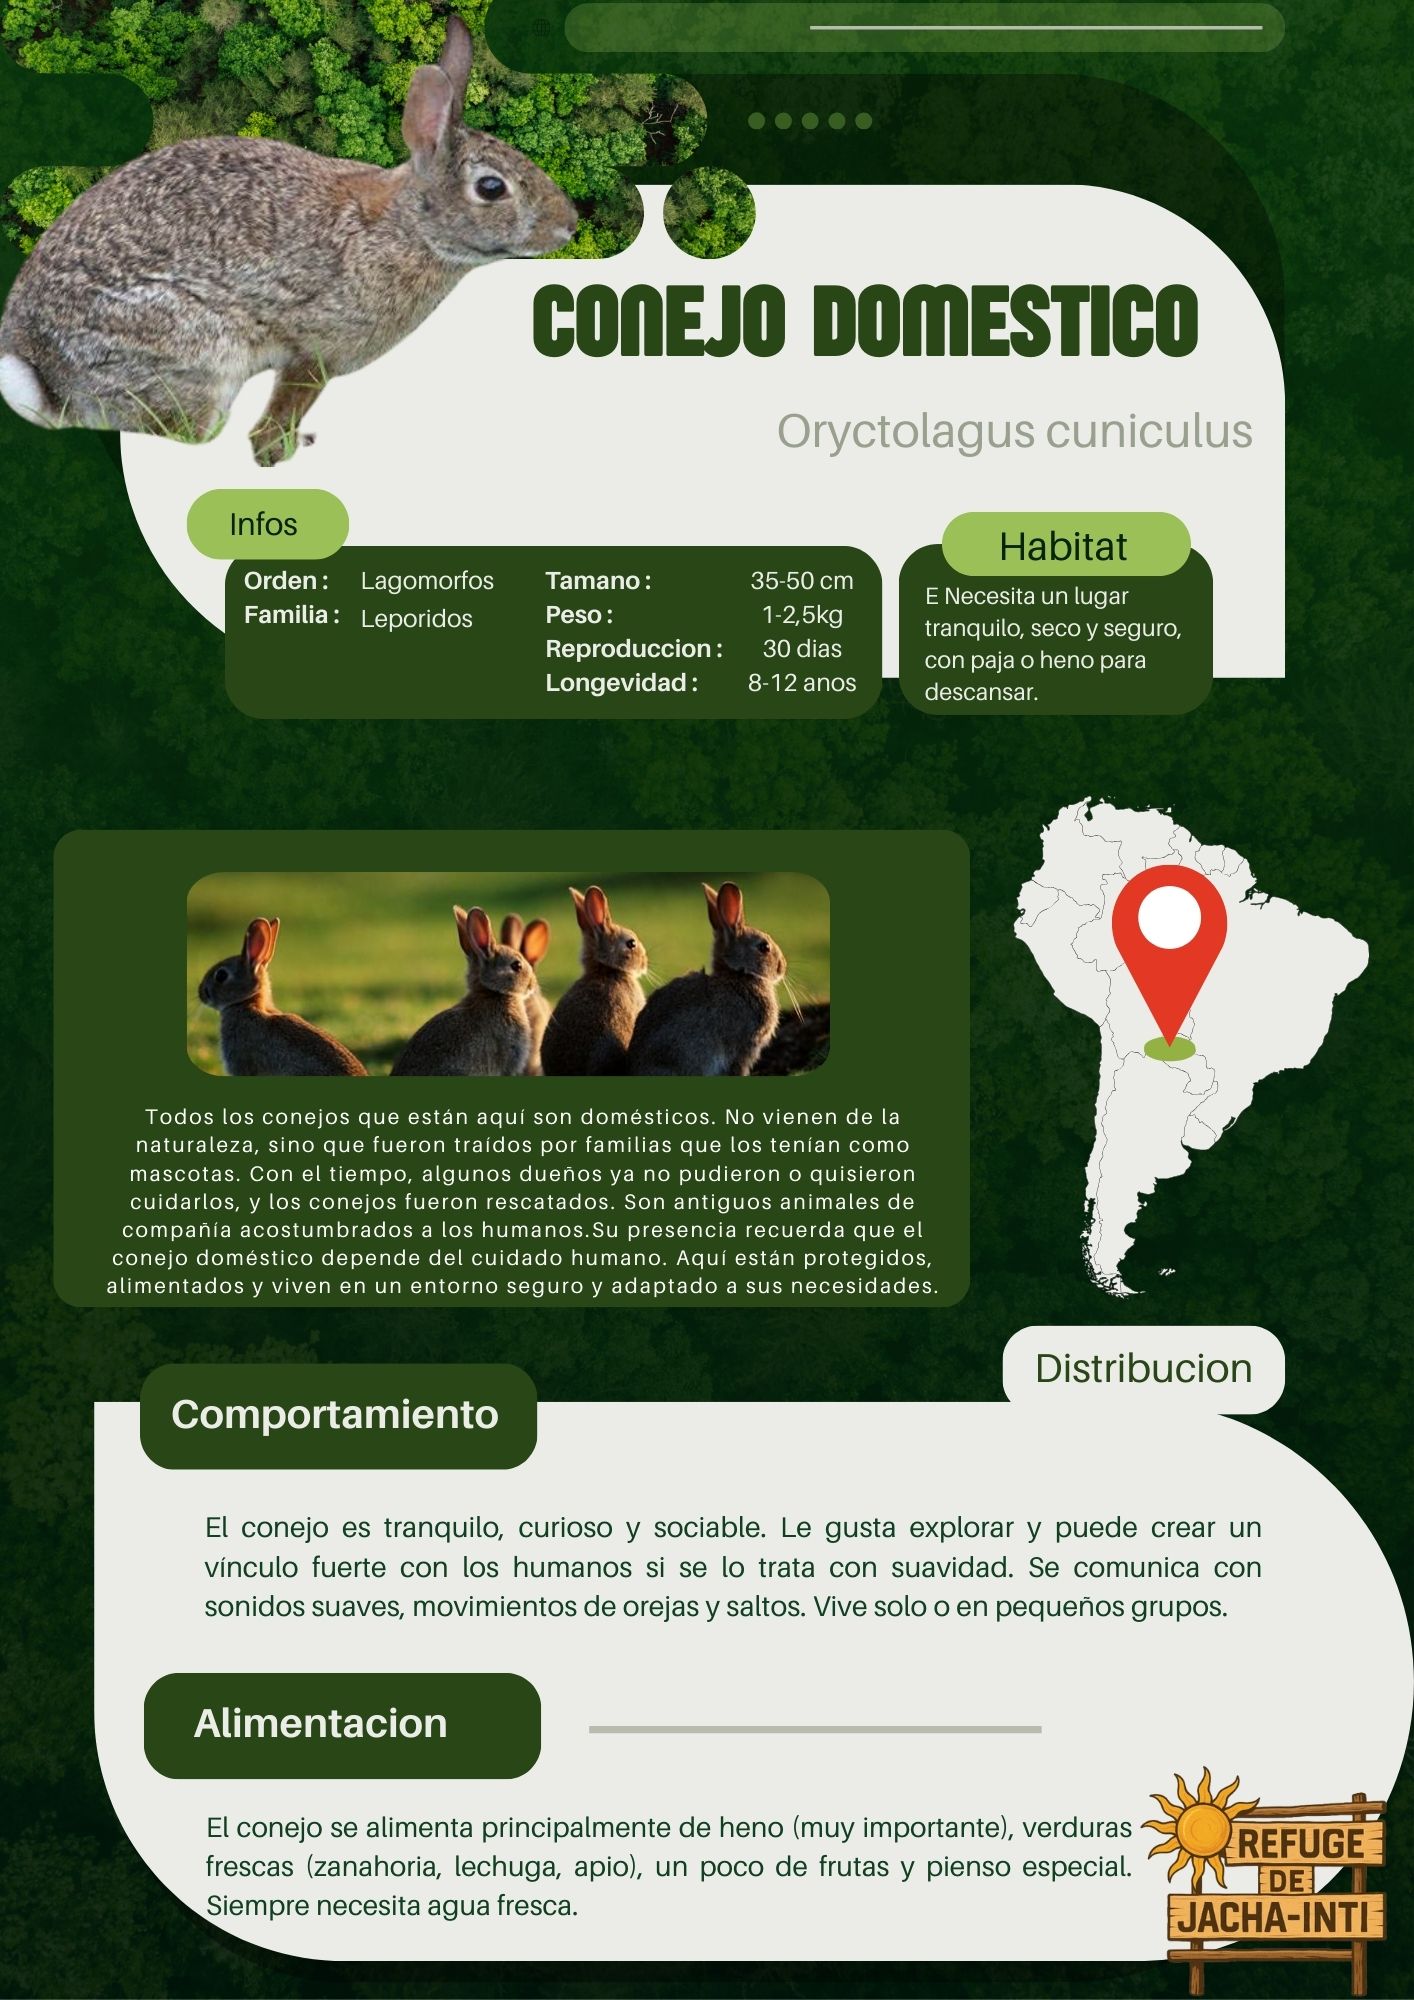 CONEJO DOMESTICO
Oryctolagus cuniculus
Infos
Orden : Lagomorfos
Familia : Leporidos
Tamano : 35-50 cm
Peso : 1-2,5kg
Reproduccion : 30 dias
Longevidad : 8-12 anos
Habitat
E Necesita un lugar
tranquilo, seco y seguro,
con paja o heno para
descansar.
Todos los conejos que están aquí son domésticos. No vienen de la
naturaleza, sino que fueron traídos por familias que los tenían como
mascotas. Con el tiempo, algunos dueños ya no pudieron o quisieron
cuidarlos, y los conejos fueron rescatados. Son antiguos animales de
compañía acostumbrados a los humanos.Su presencia recuerda que el
conejo doméstico depende del cuidado humano. Aquí están protegidos,
alimentados y viven en un entorno seguro y adaptado a sus necesidades.
Distribucion
Comportamiento
El conejo es tranquilo, curioso y sociable. Le gusta explorar y puede crear un
vínculo fuerte con los humanos si se lo trata con suavidad. Se comunica con
sonidos suaves, movimientos de orejas y saltos. Vive solo o en pequeños grupos.
Alimentacion
El conejo se alimenta principalmente de heno (muy importante), verduras
frescas (zanahoria, lechuga, apio), un poco de frutas y pienso especial.
Siempre necesita agua fresca.
REFUGE
DE
JACHA-INTI